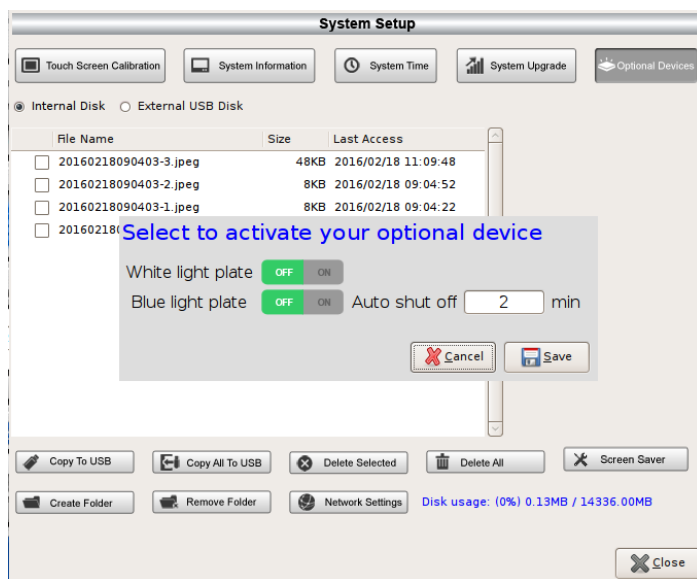 System Setup
Touch Screen Calibration System Information System Time System Upgrade Optional Devices
Internal Disk External USB Disk
File Name Size Last Access
20160218090403-3.jpeg 48KB 2016/02/18 11:09:48
20160218090403-2.jpeg 8KB 2016/02/18 09:04:52
20160218090403-1.jpeg 8KB 2016/02/18 09:04:22
Select to activate your optional device
White light plate OFF ON
Blue light plate OFF ON Auto shut off 2 min
Cancel Save
Copy To USB Copy All To USB Delete Selected Delete All Screen Saver
Create Folder Remove Folder Network Settings Disk usage: (0%) 0.13MB / 14336.00MB
Close